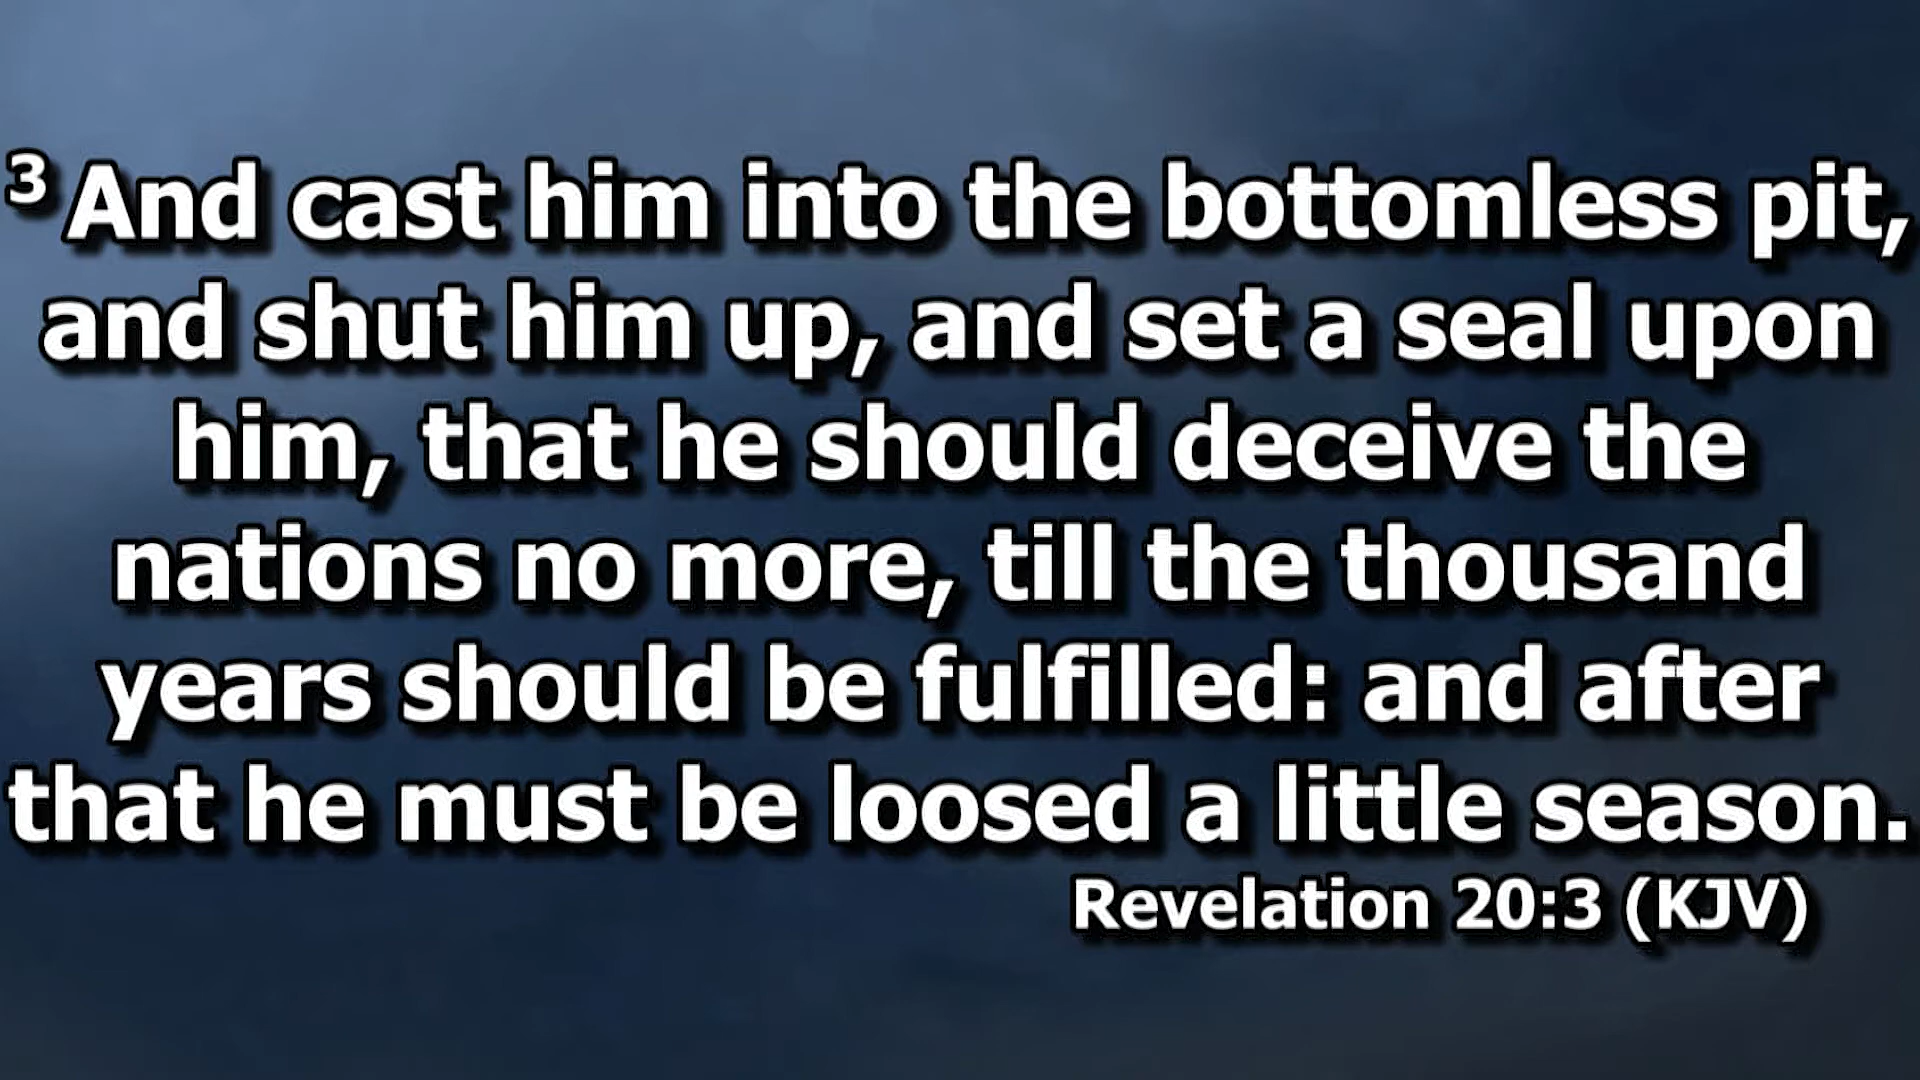 3 And cast him into the bottomless pit,
and shut him up, and set a seal upon
him, that he should deceive the
nations no more, till the thousand
years should be fulfilled: and after
that he must be loosed a little season.
Revelation 20:3 (KJV)